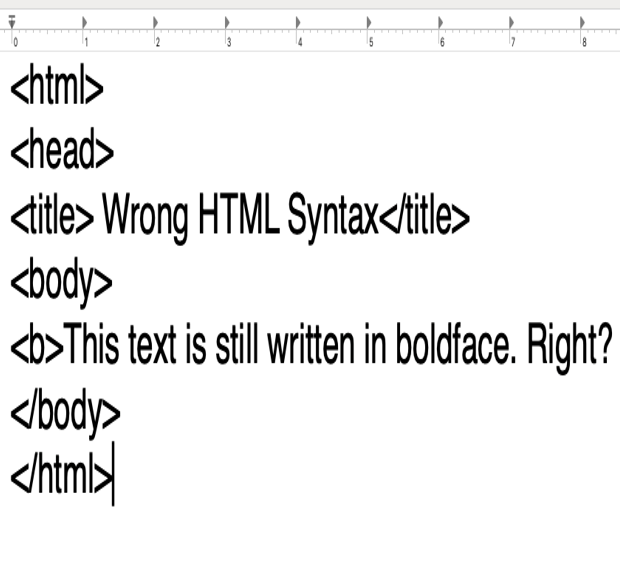 0 1 2 3 4 5 6 7 8
<html>
<head>
<title> Wrong HTML Syntax</title>
<body>
<b>This text is still written in boldface. Right?
</body>
</html>